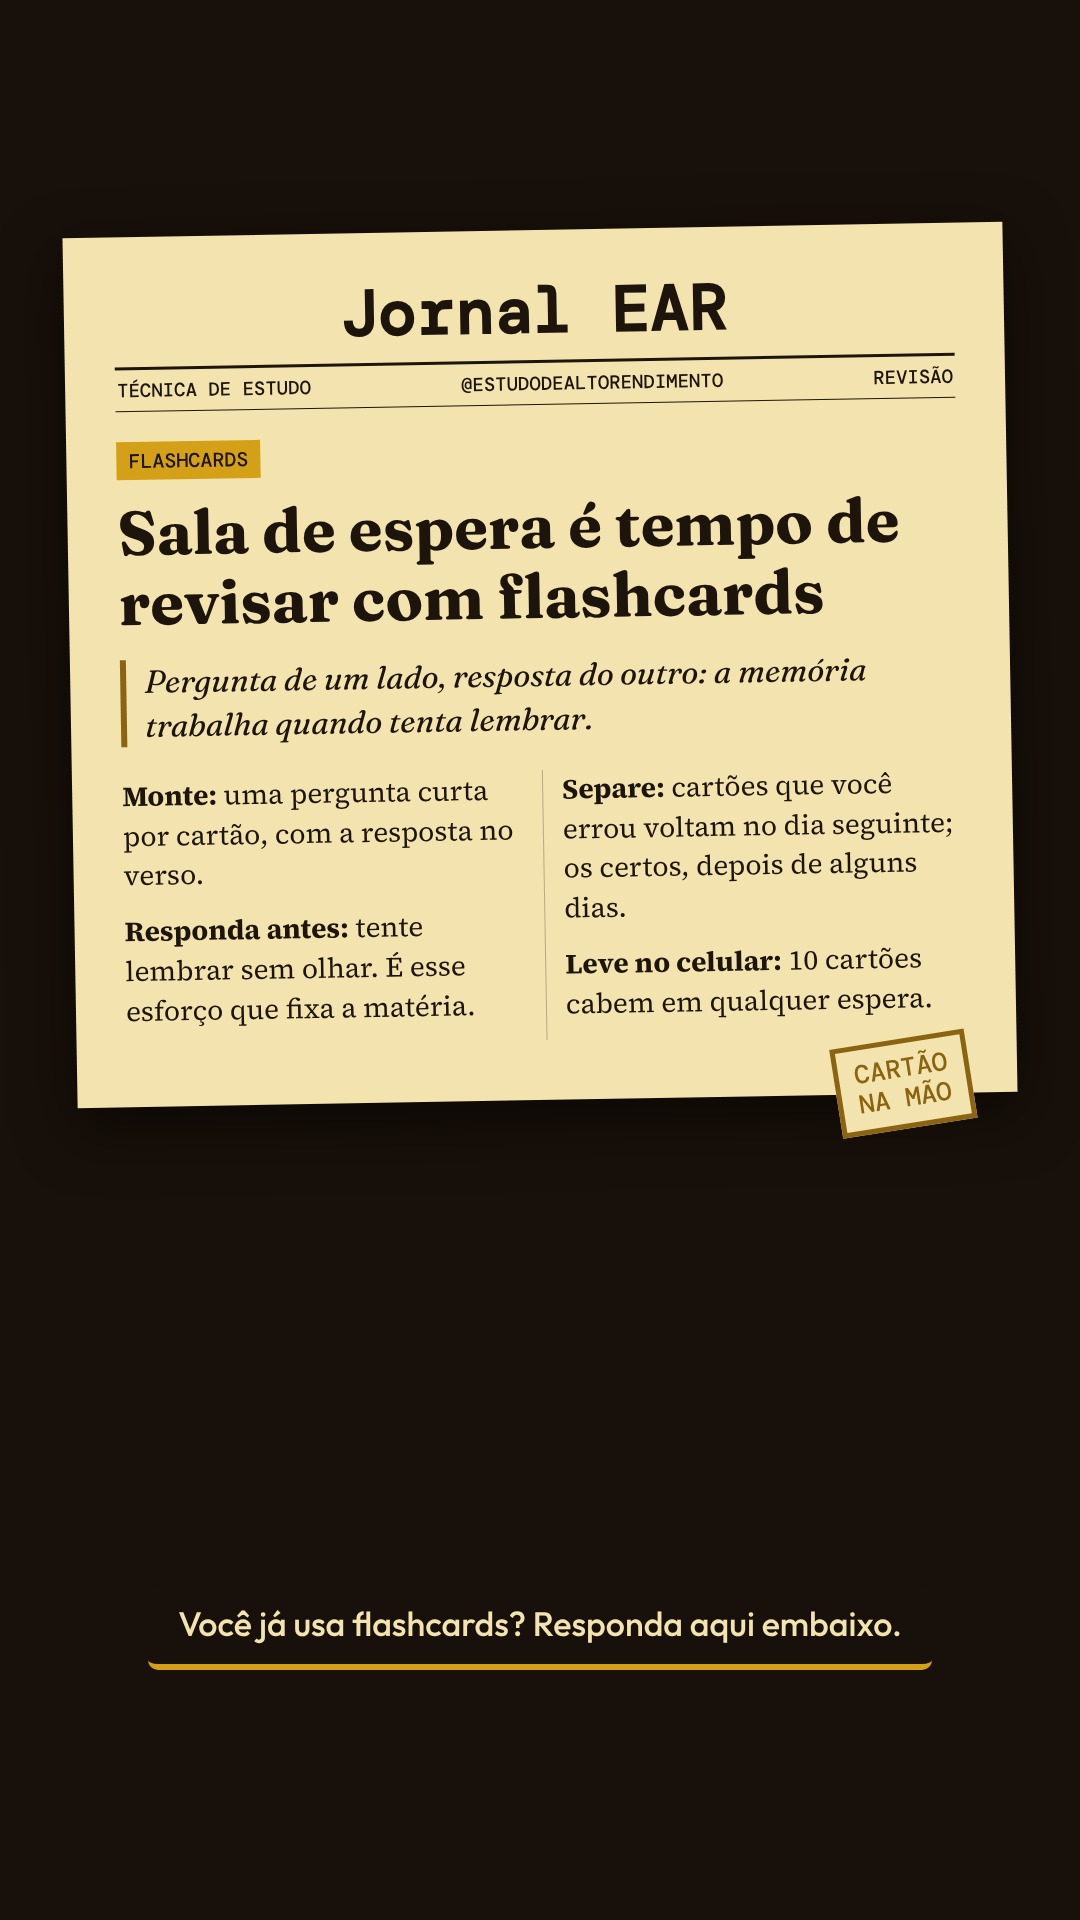 Jornal EAR
TÉCNICA DE ESTUDO
@ESTUDODEALTORENDIMENTO
REVISÃO
FLASHCARDS
Sala de espera é tempo de
revisar com flashcards
Pergunta de um lado, resposta do outro: a memória
trabalha quando tenta lembrar.
Monte: uma pergunta curta
por cartão, com a resposta no
verso.
Responda antes: tente
lembrar sem olhar. É esse
esforço que fixa a matéria.
Separe: cartões que você
errou voltam no dia seguinte;
os certos, depois de alguns
dias.
Leve no celular: 10 cartões
cabem em qualquer espera.
CARTÃO
NA MÃO
Você já usa flashcards? Responda aqui embaixo.